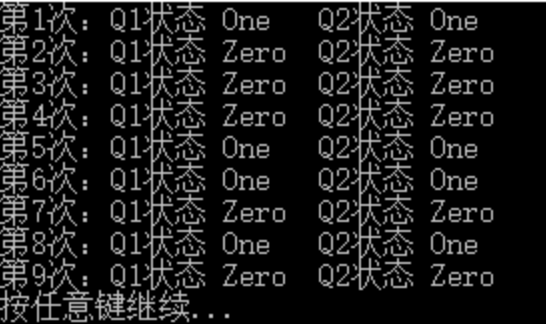 第1次：Q1状态 One Q2状态 One
第2次：Q1状态 Zero Q2状态 Zero
第3次：Q1状态 Zero Q2状态 Zero
第4次：Q1状态 Zero Q2状态 Zero
第5次：Q1状态 One Q2状态 One
第6次：Q1状态 One Q2状态 One
第7次：Q1状态 Zero Q2状态 Zero
第8次：Q1状态 One Q2状态 One
第9次：Q1状态 Zero Q2状态 Zero
按任意键继续...